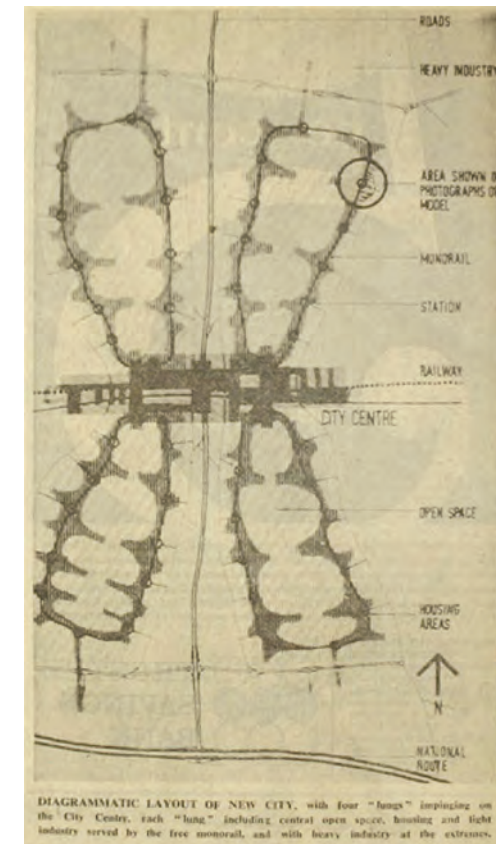 ROADS
HEAVY INDUSTRY
AREA SHOWN
PHOTOGRAPHS OF
MODEL
MONORAIL
STATION
RAILWAY
CITY CENTRE
OPEN SPACE
HOUSING
AREAS
N
NATIONAL
ROUTE
DIAGRAMMATIC LAYOUT OF NEW CITY, with four "lungs" impinging on
the City Centre, each "lung" including central open space, housing and light
industry served by the free monorail, and with heavy industry at the extremes.